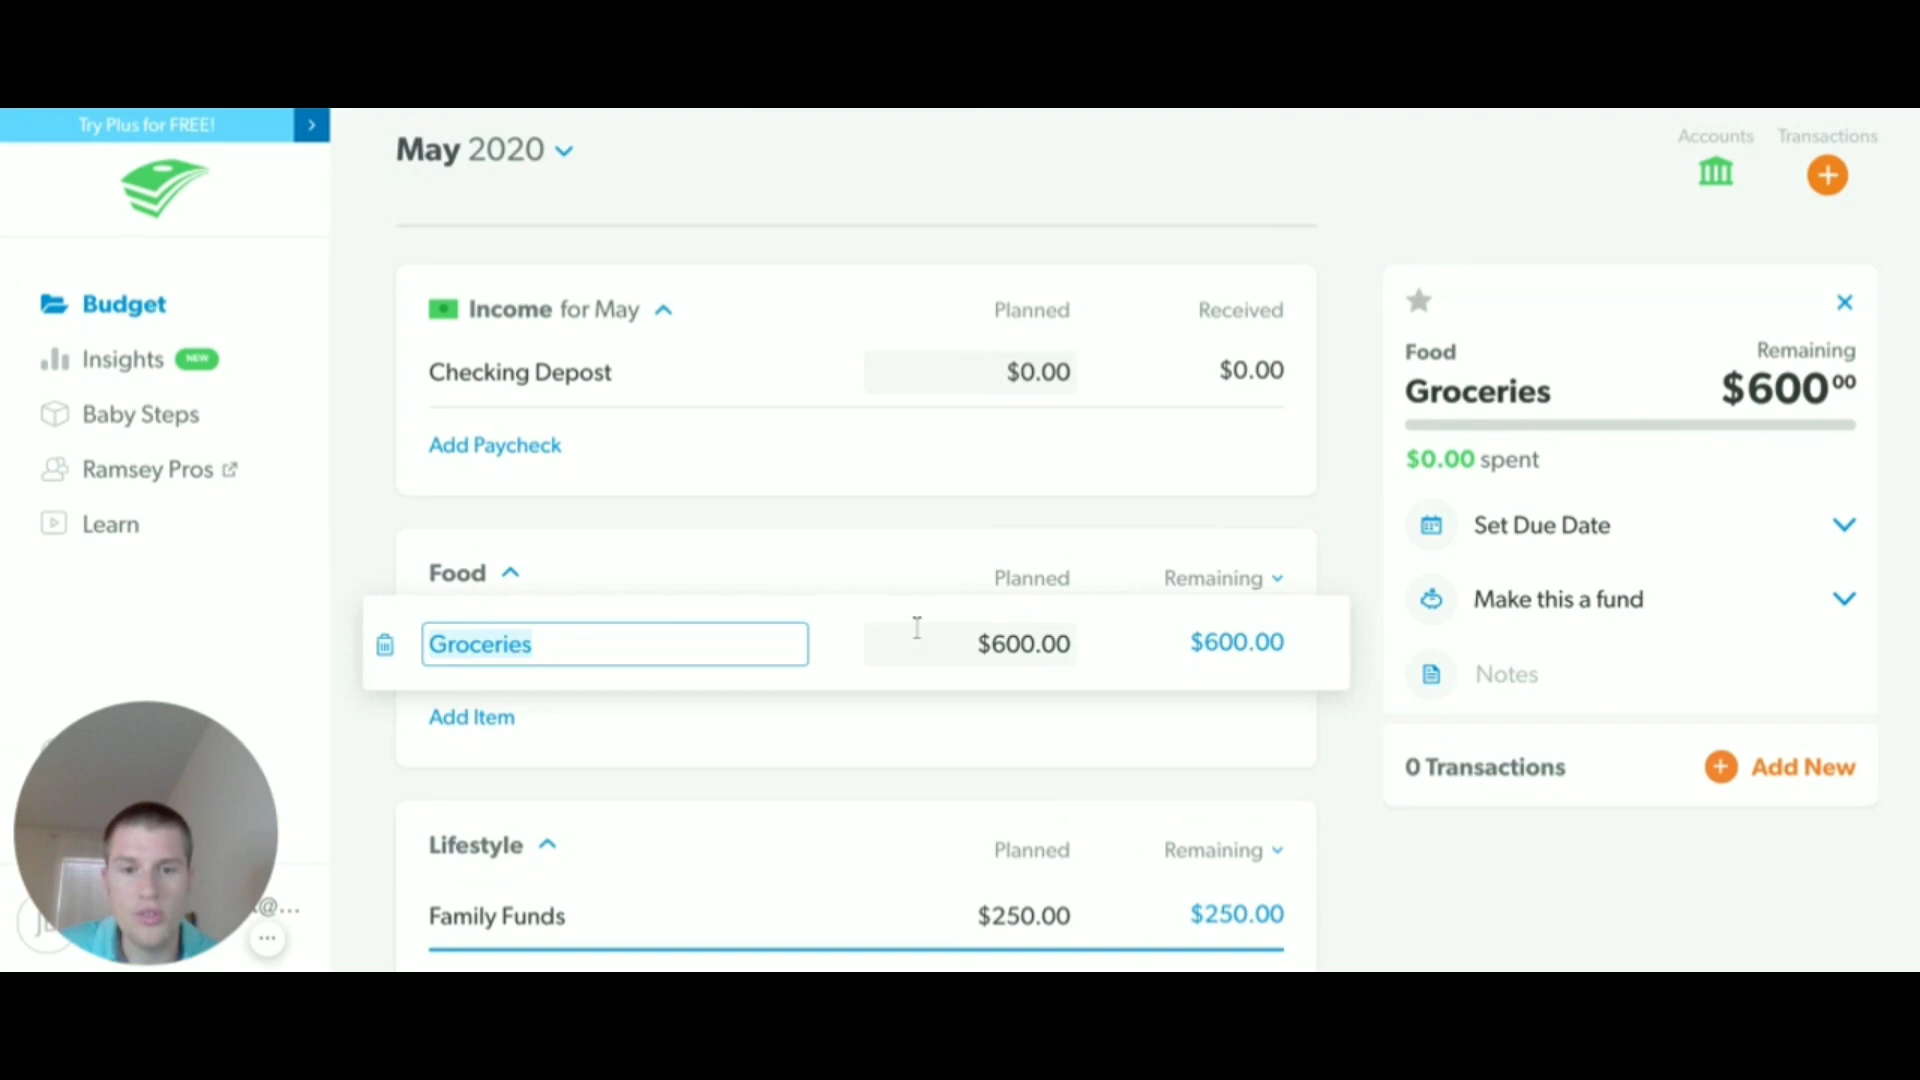 Try Plus for FREE!
Budget
Insights NEW
Baby Steps
Ramsey Pros
Learn
@...
May 2020
Accounts Transactions
Income for May Planned Received
Checking Depost $0.00 $0.00
Add Paycheck
Food Planned Remaining
Groceries $600.00 $600.00
Add Item
Lifestyle Planned Remaining
Family Funds $250.00 $250.00
Food Remaining
Groceries $600 00
$0.00 spent
Set Due Date
Make this a fund
Notes
0 Transactions Add New